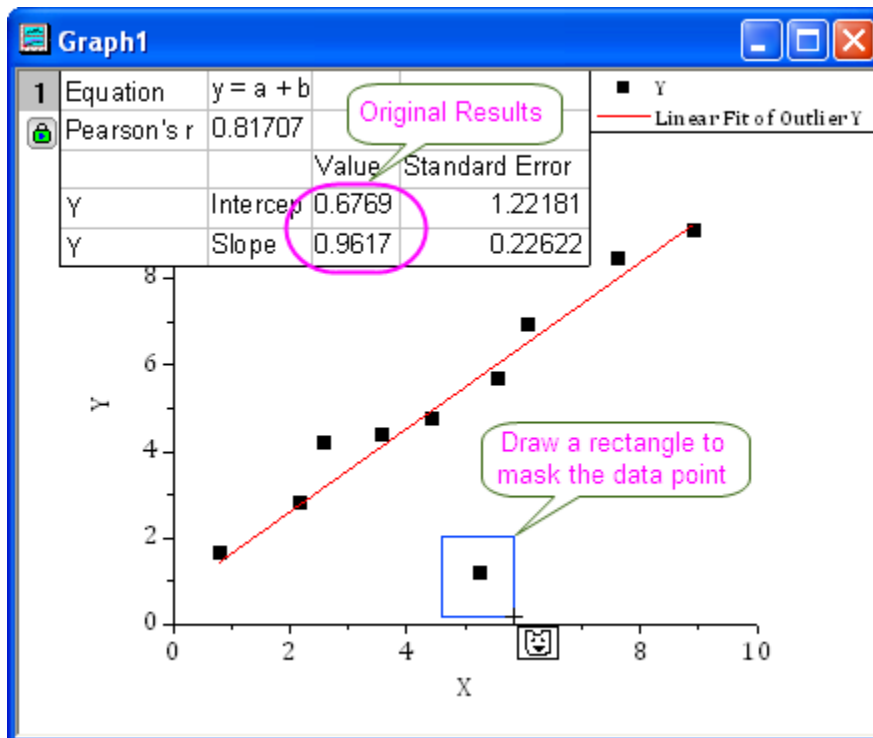 Graph1
1 Equation y = a + b
Pearson's r 0.81707
Value Standard Error
Y Intercep 0.6769 1.22181
Y Slope 0.9617 0.22622
Original Results
Y
Linear Fit of Outlier Y
8
6
4
2
0
Y
Draw a rectangle to
mask the data point
0 2 4 8 10
X